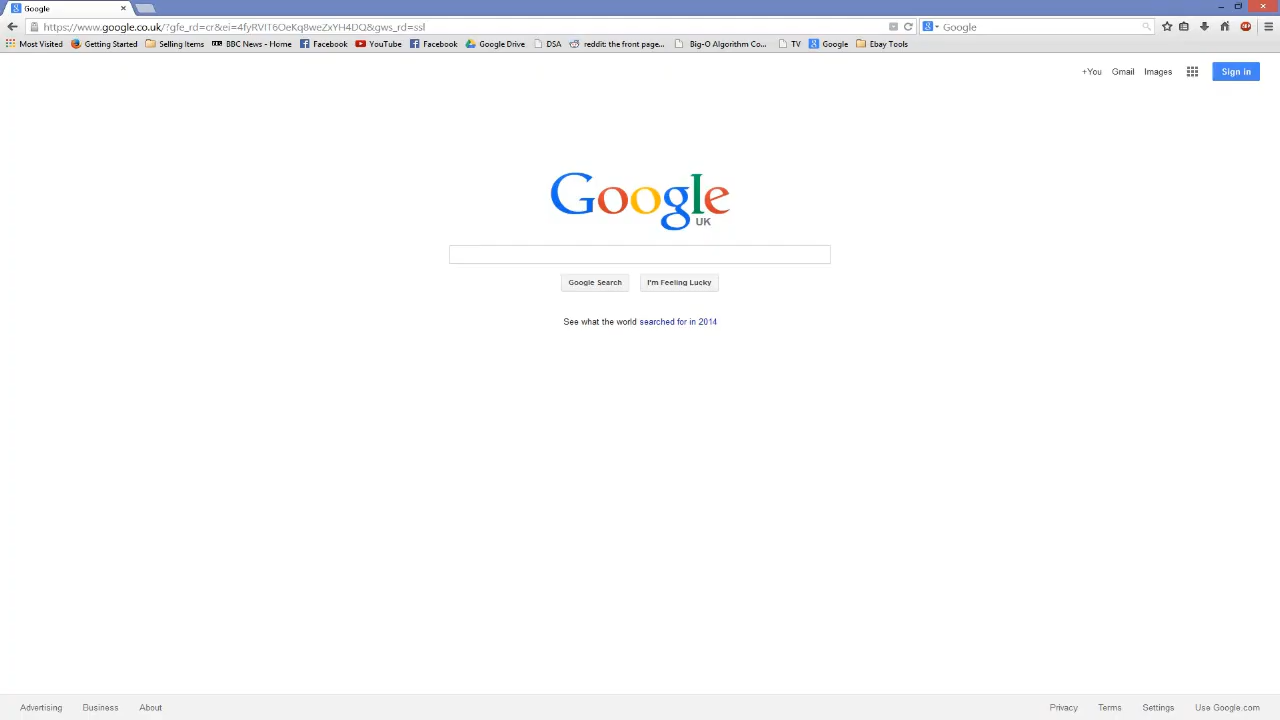 Google
https://www.google.co.uk/?gfe_rd=cr&ei=4fyRVIT6OeKq8weZxYH4DQ&gws_rd=ssl
Google
Most Visited Getting Started Selling Items BBC News - Home Facebook YouTube Facebook Google Drive DSA reddit: the front page... Big-O Algorithm Co... TV Google Ebay Tools
+You Gmail Images Sign in
Google
UK
Google Search I'm Feeling Lucky
See what the world searched for in 2014
Advertising Business About Privacy Terms Settings Use Google.com